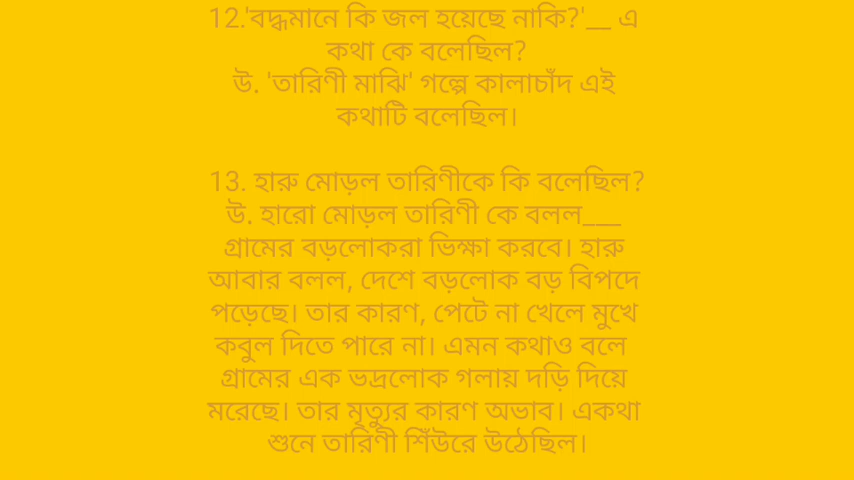 12.'বদ্ধমানে কি জল হয়েছে নাকি?'__ এ
কথা কে বলেছিল?
উ. 'তারিণী মাঝি' গল্পে কালাচাঁদ এই
কথাটি বলেছিল।
13. হারু মোড়ল তারিণীকে কি বলেছিল?
উ. হারো মোড়ল তারিণী কে বলল___
গ্রামের বড়লোকরা ভিক্ষা করবে। হারু
আবার বলল, দেশে বড়লোক বড় বিপদে
পড়েছে। তার কারণ, পেটে না খেলে মুখে
কবুল দিতে পারে না। এমন কথাও বলে
গ্রামের এক ভদ্রলোক গলায় দড়ি দিয়ে
মরেছে। তার মৃত্যুর কারণ অভাব। একথা
শুনে তারিণী শিঁউরে উঠেছিল।